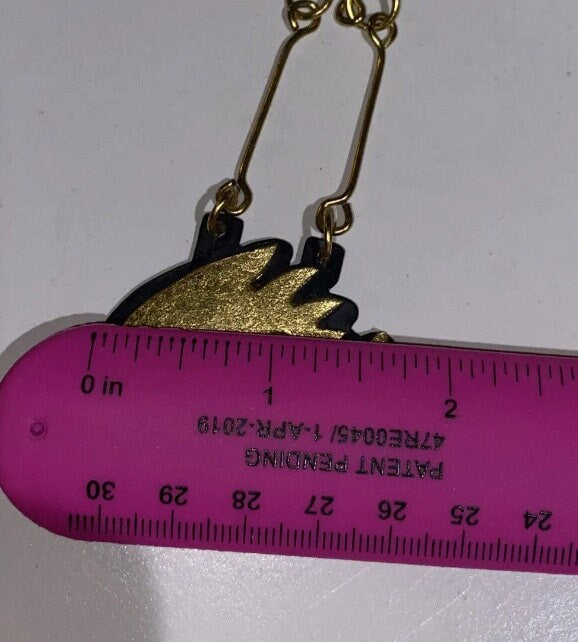 0 in 1 2
47RE0045/ 1-APR-2019
PATENT PENDING
30 29 28 27 26 25 24